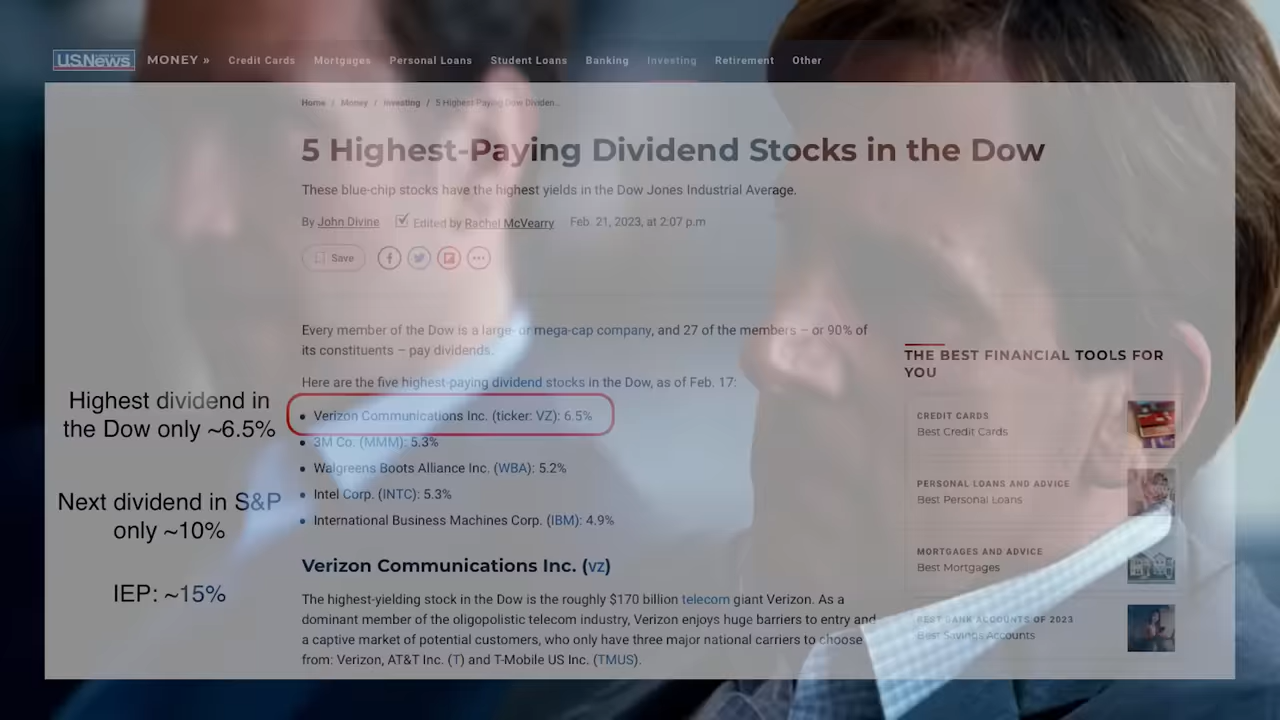 U.S.News MONEY » Credit Cards Mortgages Personal Loans Student Loans Banking Investing Retirement Other
Home / Money / Investing / 5 Highest Paying Dow Dividen...
5 Highest-Paying Dividend Stocks in the Dow
These blue-chip stocks have the highest yields in the Dow Jones Industrial Average.
By John Divine Edited by Rachel McVearry Feb. 21, 2023, at 2:07 p.m
Save
Every member of the Dow is a large- or mega-cap company, and 27 of the members – or 90% of
its constituents – pay dividends.
Here are the five highest-paying dividend stocks in the Dow, as of Feb. 17:
• Verizon Communications Inc. (ticker: VZ): 6.5%
• 3M Co. (MMM): 5.3%
• Walgreens Boots Alliance Inc. (WBA): 5.2%
• Intel Corp. (INTC): 5.3%
• International Business Machines Corp. (IBM): 4.9%
Verizon Communications Inc. (VZ)
The highest-yielding stock in the Dow is the roughly $170 billion telecom giant Verizon. As a
dominant member of the oligopolistic telecom industry, Verizon enjoys huge barriers to entry and
a captive market of potential customers, who only have three major national carriers to choose
from: Verizon, AT&T Inc. (T) and T-Mobile US Inc. (TMUS).
Highest dividend in
the Dow only ~6.5%
Next dividend in S&P
only ~10%
IEP: ~15%
THE BEST FINANCIAL TOOLS FOR
YOU
CREDIT CARDS
Best Credit Cards
PERSONAL LOANS AND ADVICE
Best Personal Loans
MORTGAGES AND ADVICE
Best Mortgages
BEST BANK ACCOUNTS OF 2023
Best Savings Accounts